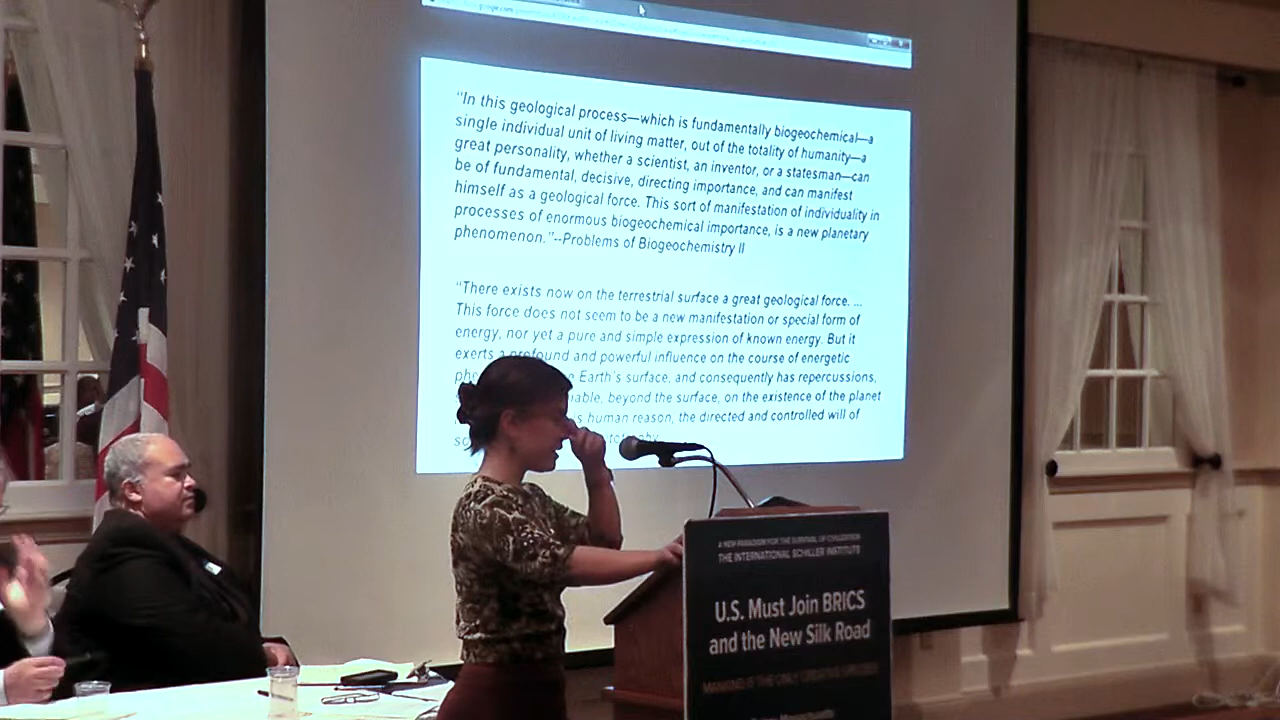 "In this geological process—which is fundamentally biogeochemical—a
single individual unit of living matter, out of the totality of humanity—a
great personality, whether a scientist, an inventor, or a statesman—can
be of fundamental, decisive, directing importance, and can manifest
himself as a geological force. This sort of manifestation of individuality in
processes of enormous biogeochemical importance, is a new planetary
phenomenon."--Problems of Biogeochemistry II
"There exists now on the terrestrial surface a great geological force. ...
This force does not seem to be a new manifestation or special form of
energy, nor yet a pure and simple expression of known energy. But it
exerts a profound and powerful influence on the course of energetic
Earth's surface, and consequently has repercussions,
beyond the surface, on the existence of the planet
human reason, the directed and controlled will of
A NEW PARADIGM FOR THE SURVIVAL OF CIVILIZATION
THE INTERNATIONAL SCHILLER INSTITUTE
U.S. Must Join BRICS
and the New Silk Road
MANKIND IS THE ONLY CREATIVE SPECIES